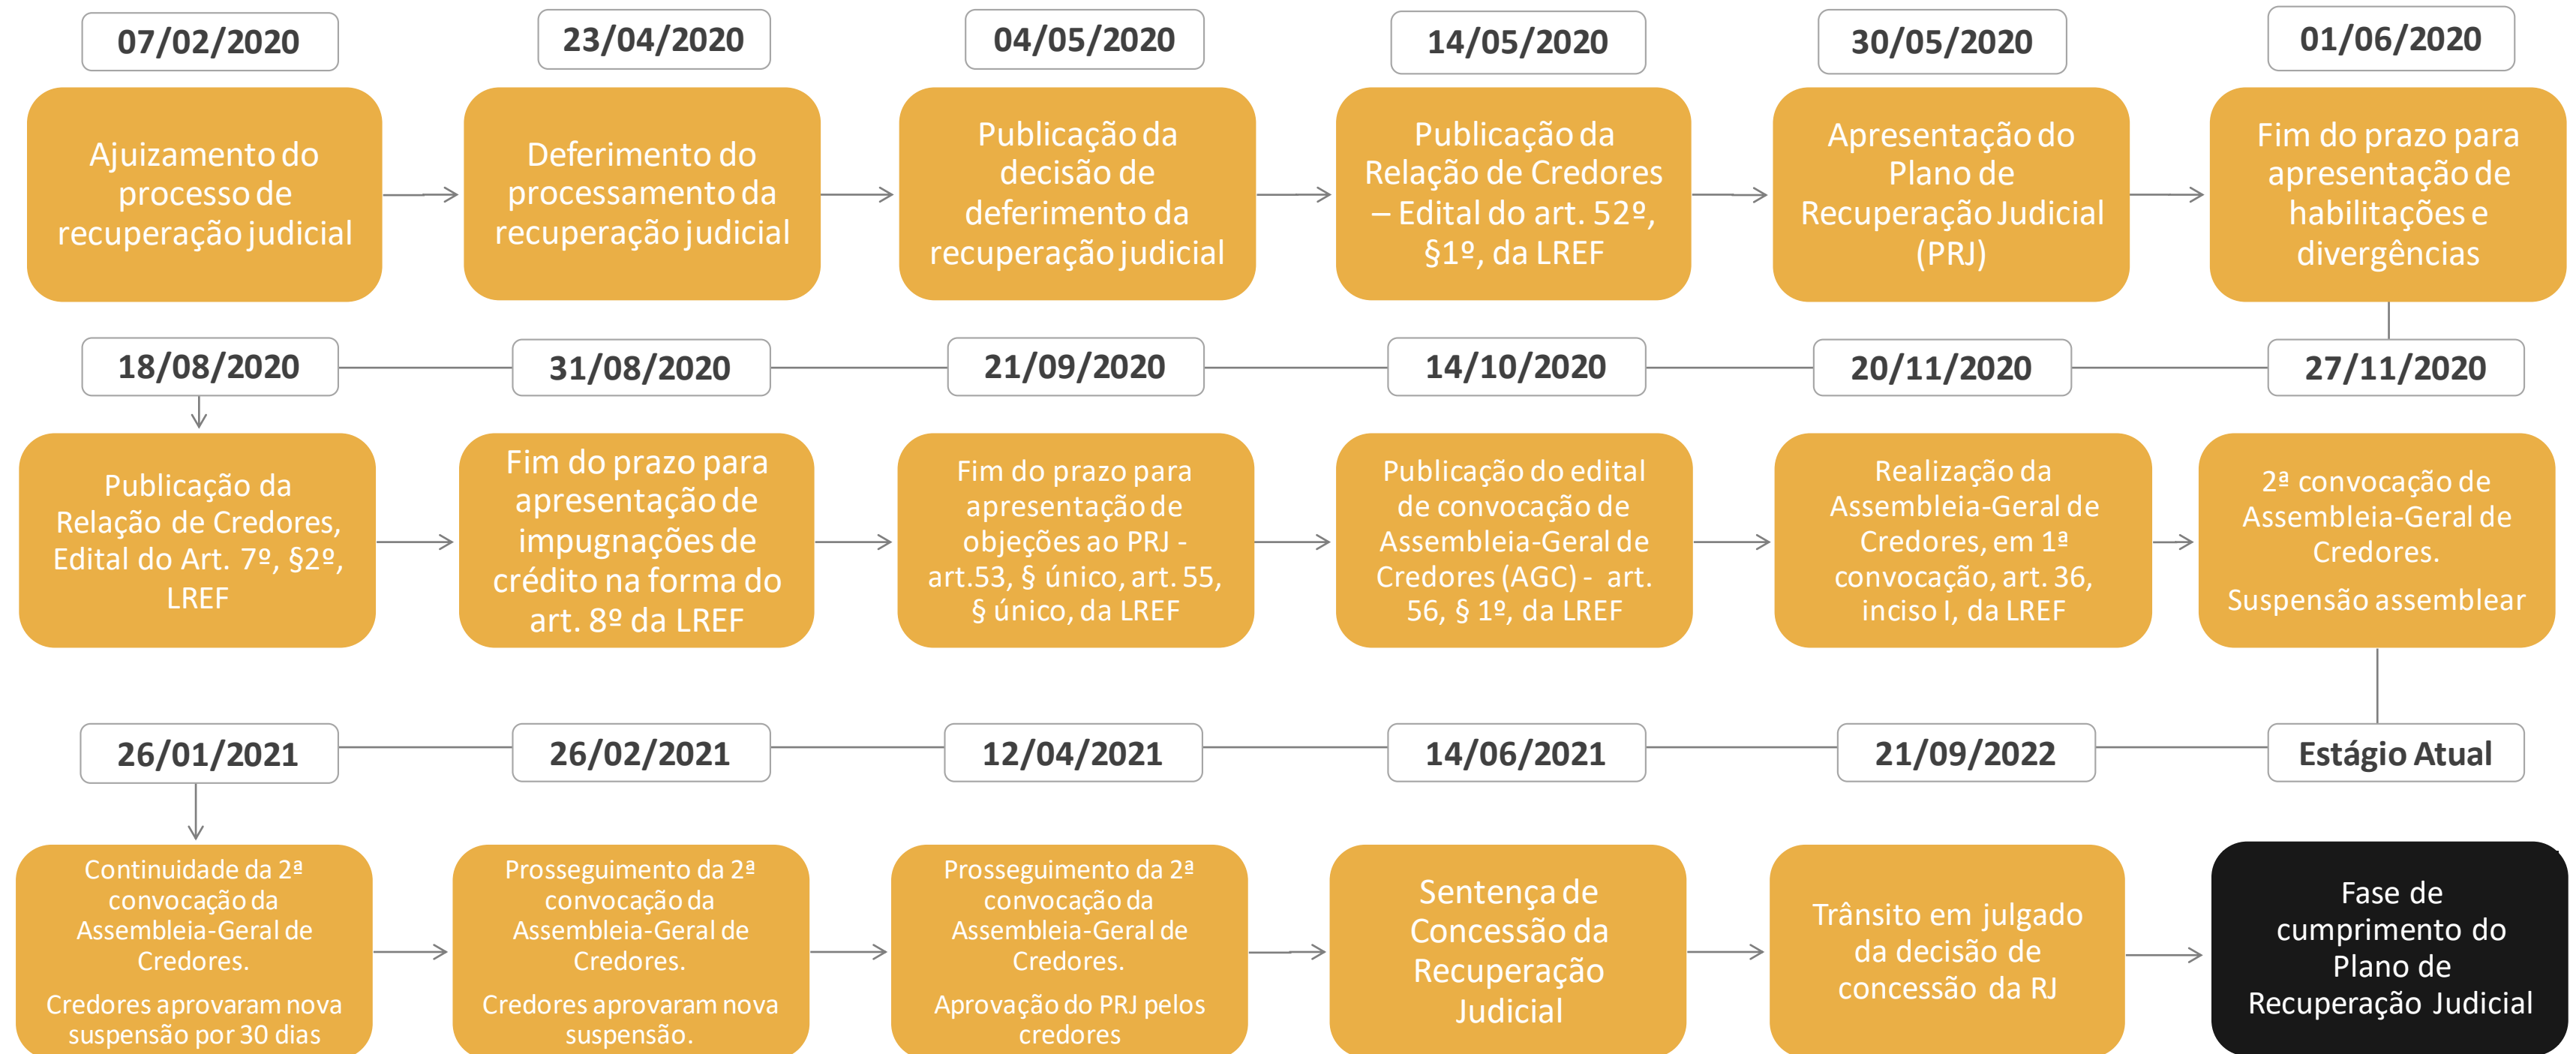 07/02/2020
Ajuizamento do
processo de
recuperação judicial
23/04/2020
Deferimento do
processamento da
recuperação judicial
04/05/2020
Publicação da
decisão de
deferimento da
recuperação judicial
14/05/2020
Publicação da
Relação de Credores
– Edital do art. 52º,
§1º, da LREF
30/05/2020
Apresentação do
Plano de
Recuperação Judicial
(PRJ)
01/06/2020
Fim do prazo para
apresentação de
habilitações e
divergências
18/08/2020
Publicação da
Relação de Credores,
Edital do Art. 7º, §2º,
LREF
31/08/2020
Fim do prazo para
apresentação de
impugnações de
crédito na forma do
art. 8º da LREF
21/09/2020
Fim do prazo para
apresentação de
objeções ao PRJ -
art.53, § único, art. 55,
§ único, da LREF
14/10/2020
Publicação do edital
de convocação de
Assembleia-Geral de
Credores (AGC) - art.
56, § 1º, da LREF
20/11/2020
Realização da
Assembleia-Geral de
Credores, em 1ª
convocação, art. 36,
inciso I, da LREF
27/11/2020
2ª convocação de
Assembleia-Geral de
Credores.
Suspensão assemblear
26/01/2021
Continuidade da 2ª
convocação da
Assembleia-Geral de
Credores.
Credores aprovaram nova
suspensão por 30 dias
26/02/2021
Prosseguimento da 2ª
convocação da
Assembleia-Geral de
Credores.
Credores aprovaram nova
suspensão.
12/04/2021
Prosseguimento da 2ª
convocação da
Assembleia-Geral de
Credores.
Aprovação do PRJ pelos
credores
14/06/2021
Sentença de
Concessão da
Recuperação
Judicial
21/09/2022
Trânsito em julgado
da decisão de
concessão da RJ
Estágio Atual
Fase de
cumprimento do
Plano de
Recuperação Judicial